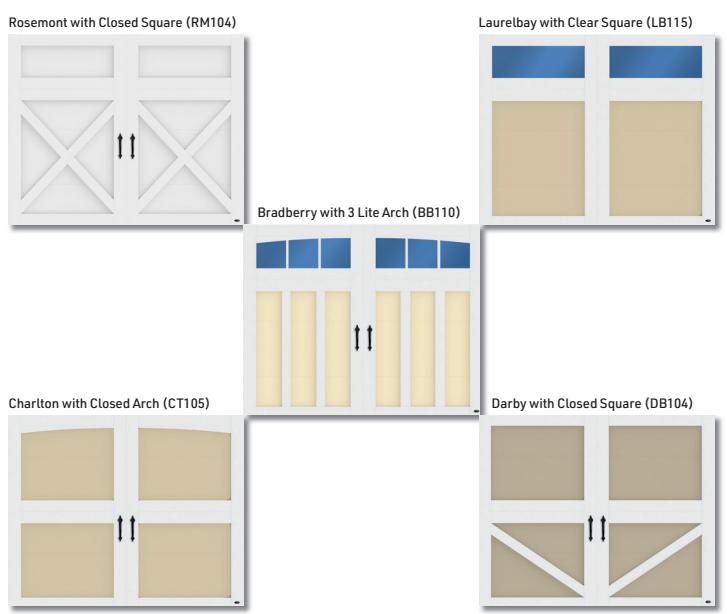 Rosemont with Closed Square (RM104)
Laurelbay with Clear Square (LB115)
Bradberry with 3 Lite Arch (BB110)
Charlton with Closed Arch (CT105)
Darby with Closed Square (DB104)